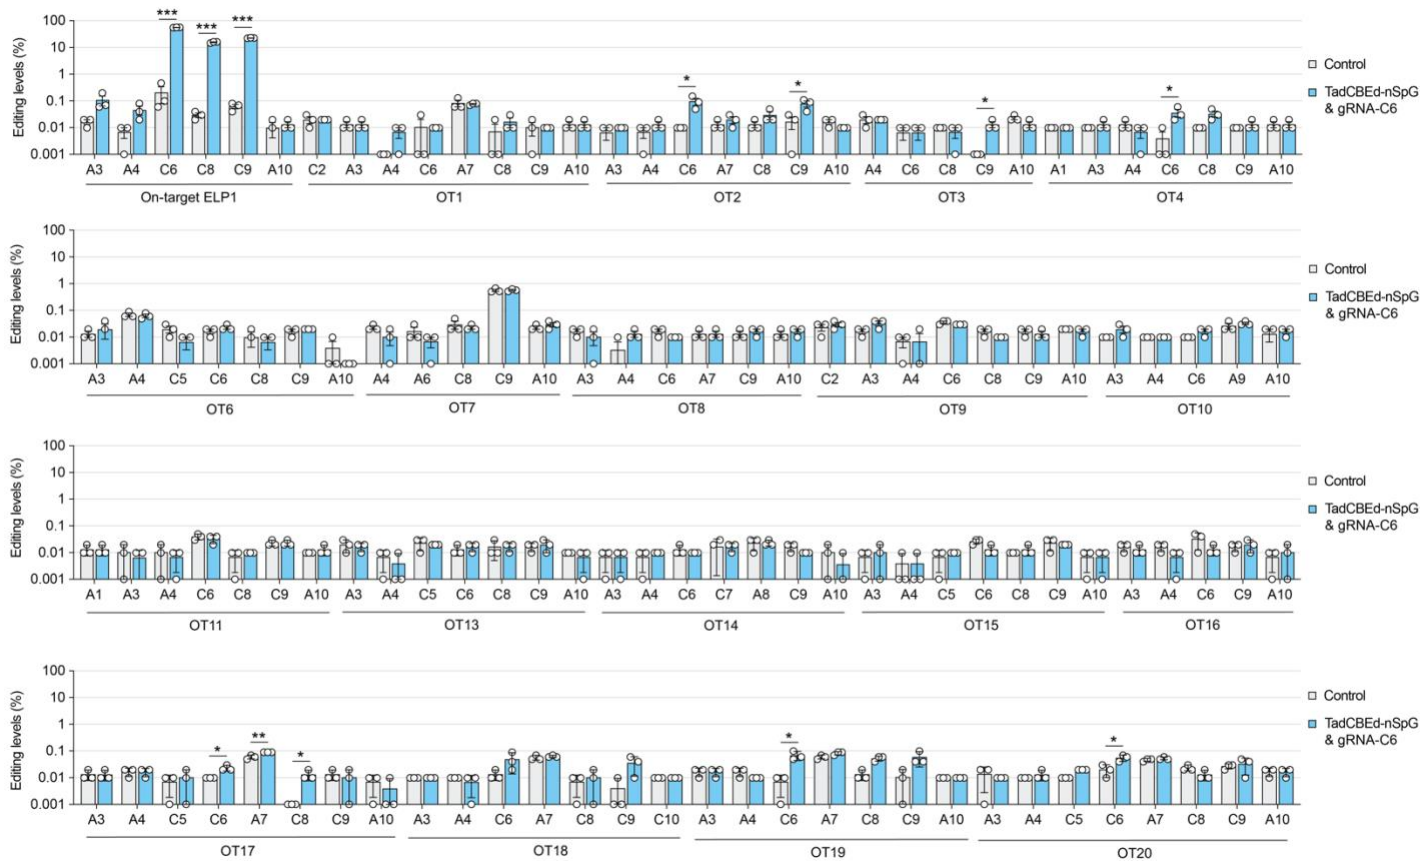 Editing levels (%)
100
10
1
0.1
0.01
0.001
*** *** *** * * * *
A3 A4 C6 C8 C9 A10 C2 A3 A4 C6 A7 C8 C9 A10 A3 A4 C6 A7 C8 C9 A10 A4 C6 C8 C9 A10 A1 A3 A4 C6 C8 C9 A10
On-target ELP1 OT1 OT2 OT3 OT4
Control
TadCBEd-nSpG
& gRNA-C6
Editing levels (%)
100
10
1
0.1
0.01
0.001
A3 A4 C5 C6 C8 C9 A10 A4 A6 C8 C9 A10 A3 A4 C6 A7 C9 A10 C2 A3 A4 C6 C8 C9 A10 A3 A4 C6 A9 A10
OT6 OT7 OT8 OT9 OT10
Control
TadCBEd-nSpG
& gRNA-C6
Editing levels (%)
100
10
1
0.1
0.01
0.001
A1 A3 A4 C6 C8 C9 A10 A3 A4 C5 C6 C8 C9 A10 A3 A4 C6 C7 A8 C9 A10 A3 A4 C5 C6 C8 C9 A10 A3 A4 C6 C9 A10
OT11 OT13 OT14 OT15 OT16
Control
TadCBEd-nSpG
& gRNA-C6
Editing levels (%)
100
10
1
0.1
0.01
0.001
* ** * * *
A3 A4 C5 C6 A7 C8 C9 A10 A3 A4 C6 A7 C8 C9 C10 A3 A4 C6 A7 C8 C9 A10 A3 A4 C5 C6 A7 C8 C9 A10
OT17 OT18 OT19 OT20
Control
TadCBEd-nSpG
& gRNA-C6